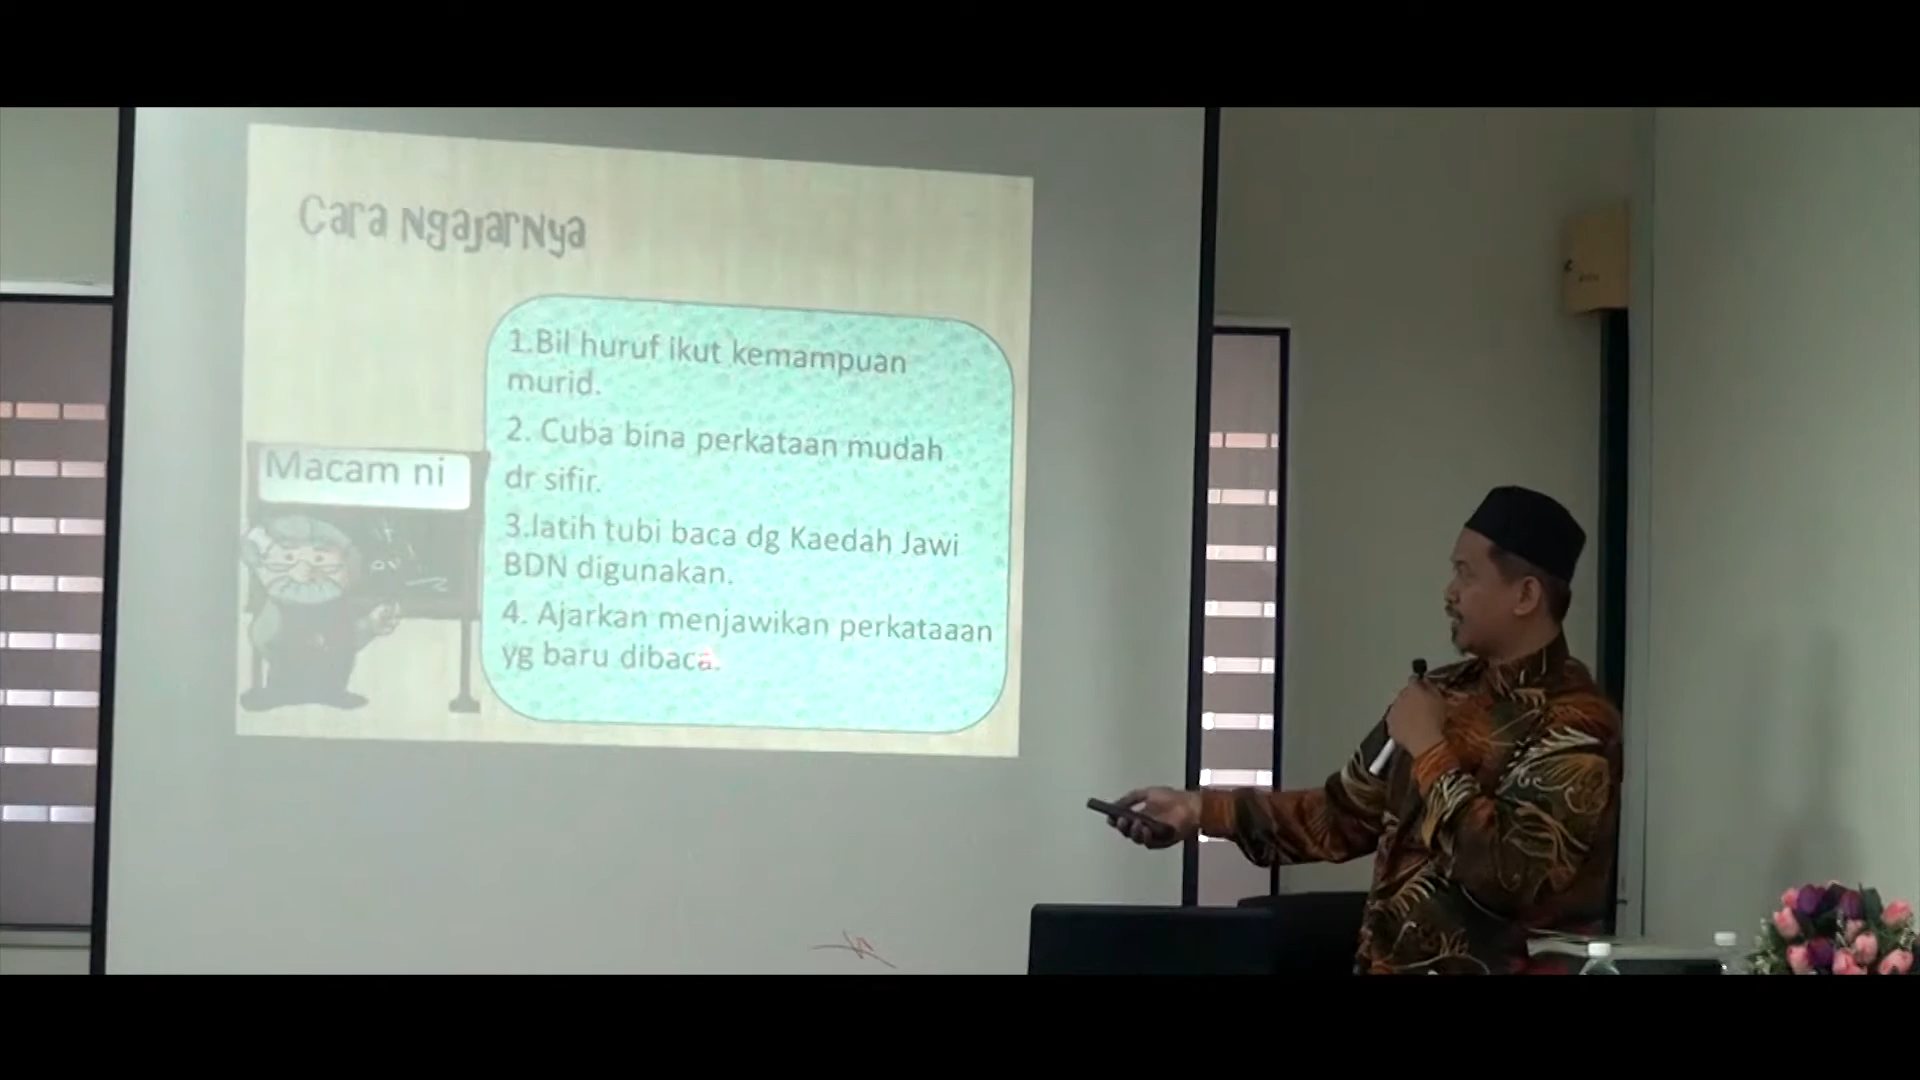 Cara Ngajarnya
Macam ni
1.Bil huruf ikut kemampuan
murid.
2. Cuba bina perkataan mudah
dr sifir.
3.latih tubi baca dg Kaedah Jawi
BDN digunakan.
4. Ajarkan menjawikan perkataaan
yg baru dibaca.